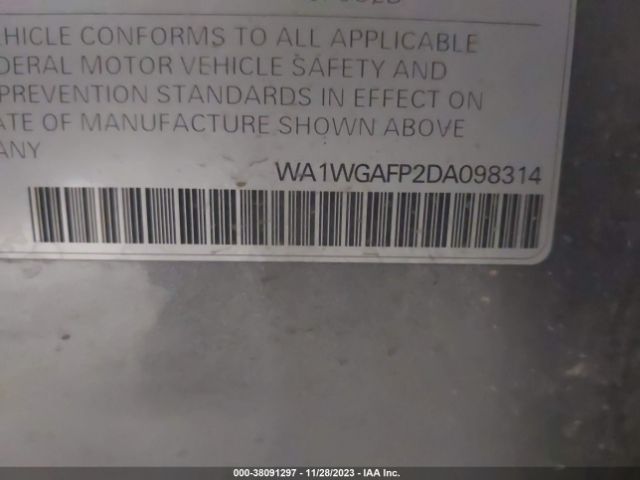 EHICLE CONFORMS TO ALL APPLICABLE
DERAL MOTOR VEHICLE SAFETY AND
PREVENTION STANDARDS IN EFFECT ON
ATE OF MANUFACTURE SHOWN ABOVE
ANY
WA1WGAFP2DA098314
000-38091297 - 11/28/2023 - IAA Inc.